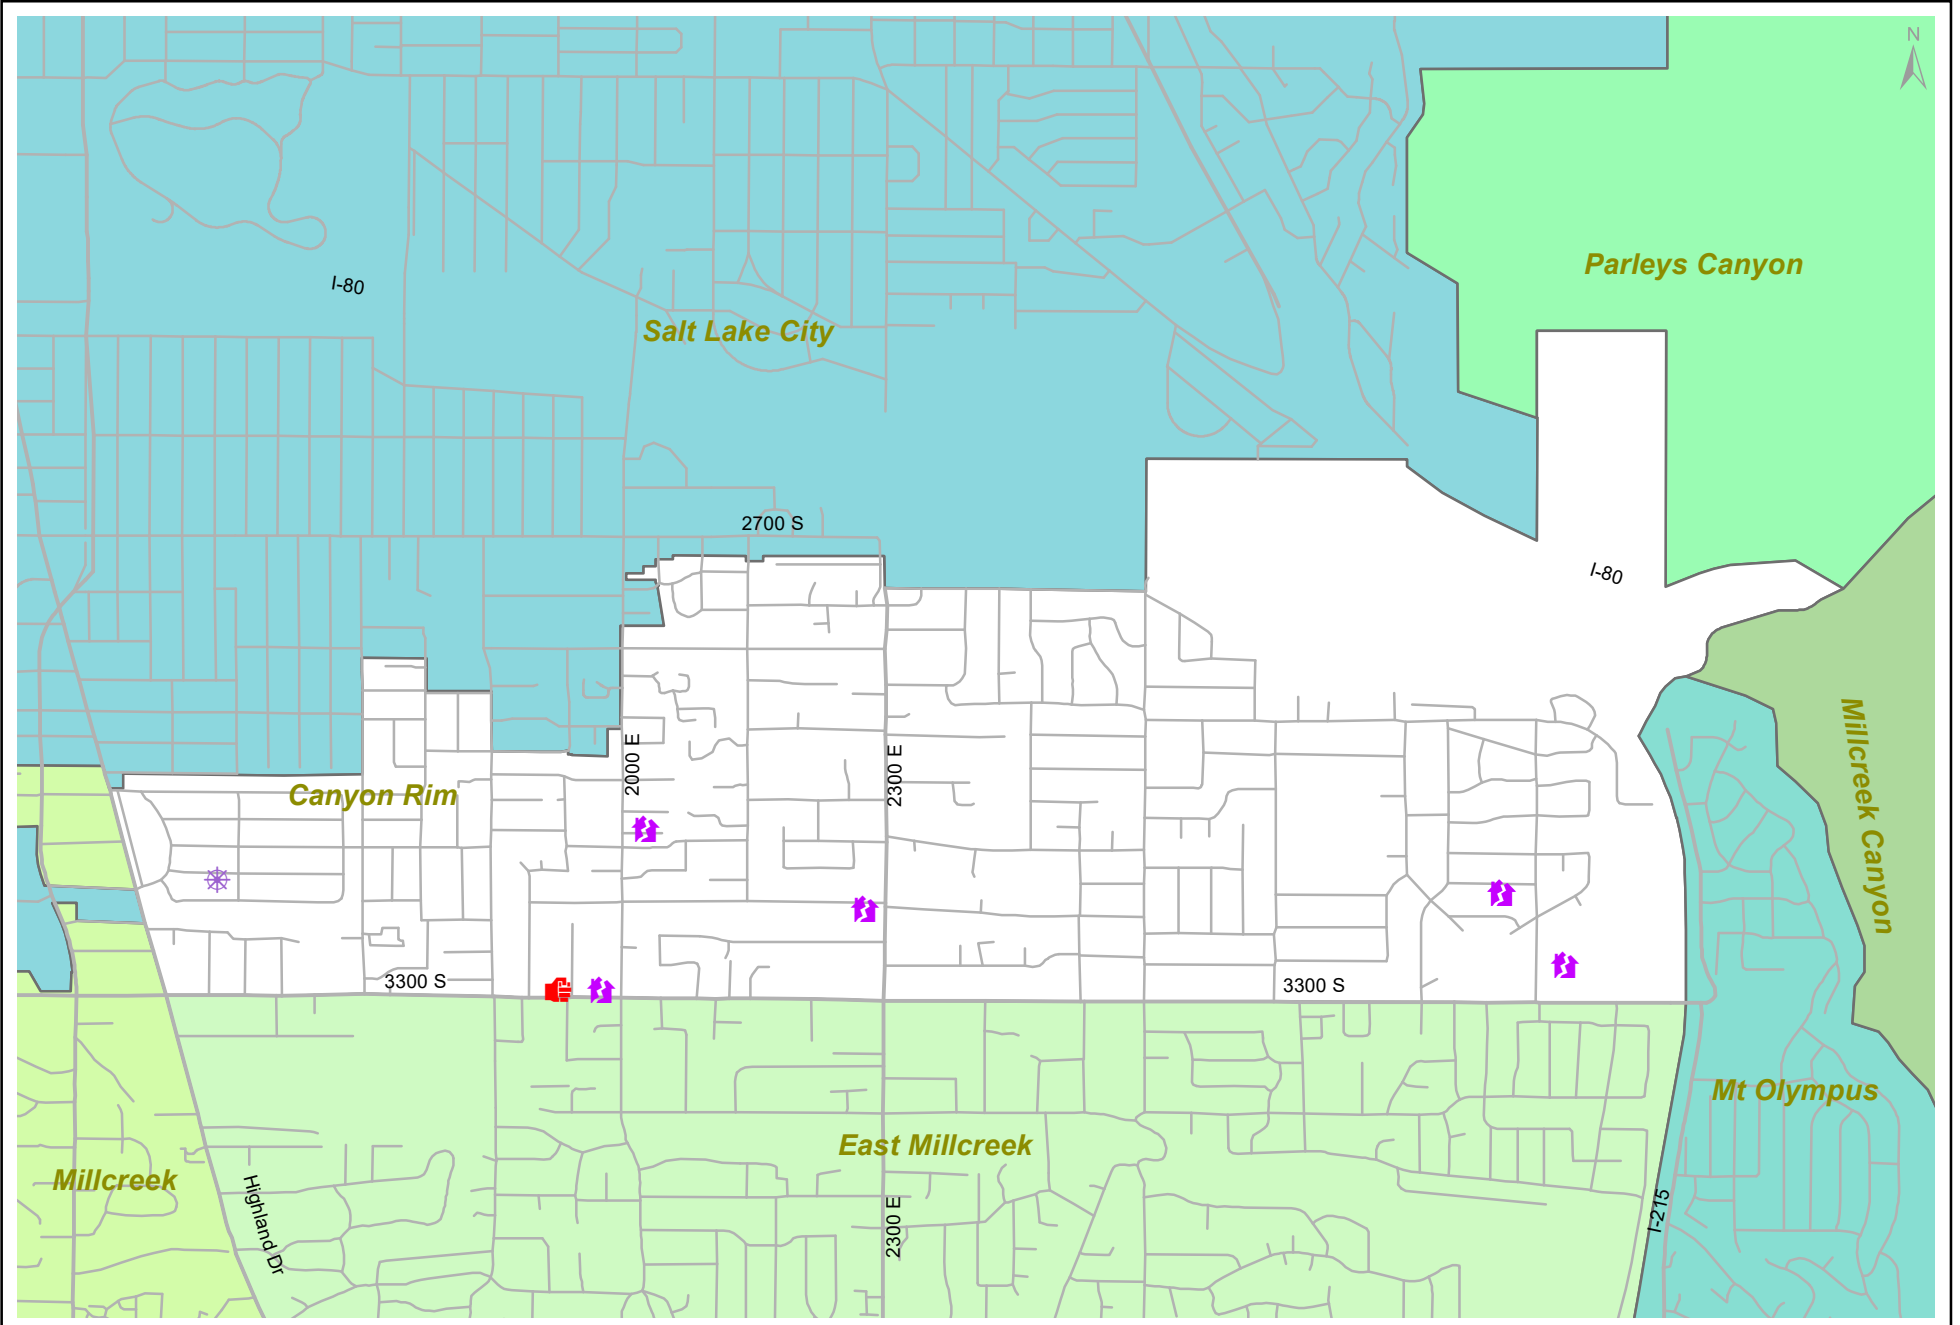 N
Parleys Canyon
I-80
Salt Lake City
2700 S
I-80
Canyon Rim
2000 E
2300 E
Millcreek Canyon
3300 S
3300 S
Mt Olympus
East Millcreek
Millcreek
Highland Dr
2300 E
I-215